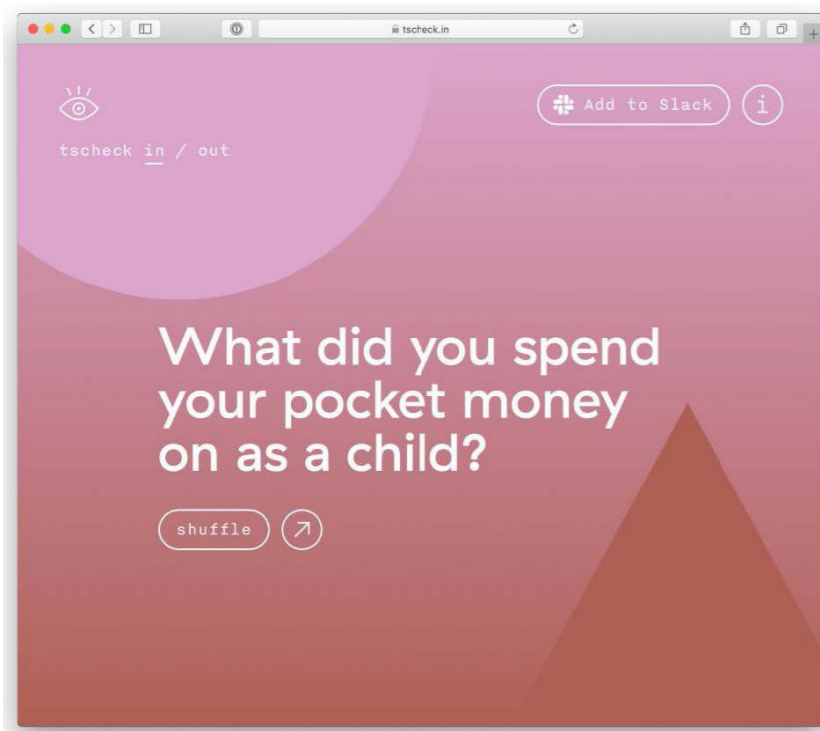 tscheck.in
Add to Slack
i
tscheck in / out
What did you spend
your pocket money
on as a child?
shuffle